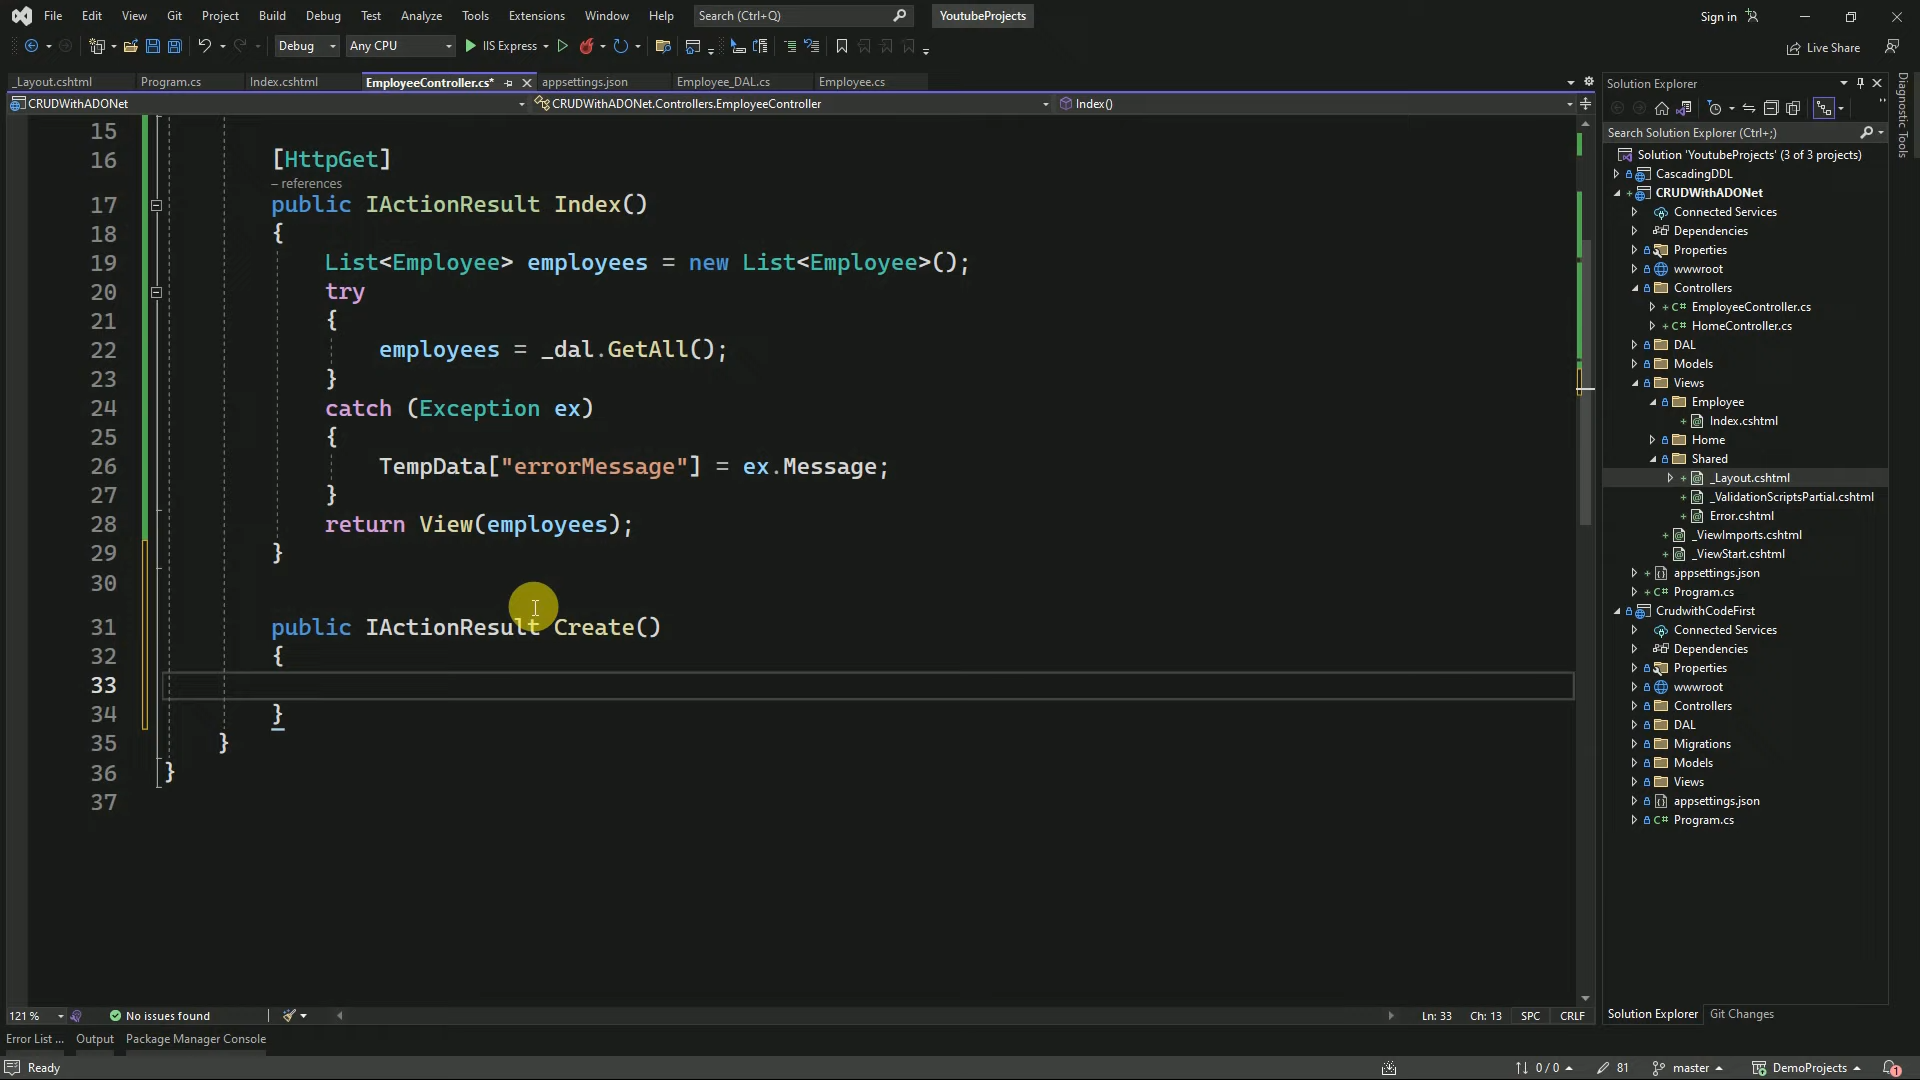 File Edit View Git Project Build Debug Test Analyze Tools Extensions Window Help Search (Ctrl+Q) YoutubeProjects Sign in
Debug Any CPU IIS Express Live Share
_Layout.cshtml Program.cs Index.cshtml EmployeeController.cs* appsettings.json Employee_DAL.cs Employee.cs
CRUDWithADONet CRUDWithADONet.Controllers.EmployeeController Index()
15
16 [HttpGet]
– references
17 public IActionResult Index()
18 {
19 List<Employee> employees = new List<Employee>();
20 try
21 {
22 employees = _dal.GetAll();
23 }
24 catch (Exception ex)
25 {
26 TempData["errorMessage"] = ex.Message;
27 }
28 return View(employees);
29 }
30
31 public IActionResult Create()
32 {
33
34 }
35 }
36 }
37
121 % No issues found Ln: 33 Ch: 13 SPC CRLF
Error List ... Output Package Manager Console
Ready 0 / 0 81 master DemoProjects 1
Solution Explorer
Search Solution Explorer (Ctrl+;)
Solution 'YoutubeProjects' (3 of 3 projects)
CascadingDDL
CRUDWithADONet
Connected Services
Dependencies
Properties
wwwroot
Controllers
C# EmployeeController.cs
C# HomeController.cs
DAL
Models
Views
Employee
Index.cshtml
Home
Shared
_Layout.cshtml
_ValidationScriptsPartial.cshtml
Error.cshtml
_ViewImports.cshtml
_ViewStart.cshtml
appsettings.json
C# Program.cs
CrudwithCodeFirst
Connected Services
Dependencies
Properties
wwwroot
Controllers
DAL
Migrations
Models
Views
appsettings.json
C# Program.cs
Solution Explorer Git Changes
Diagnostic Tools